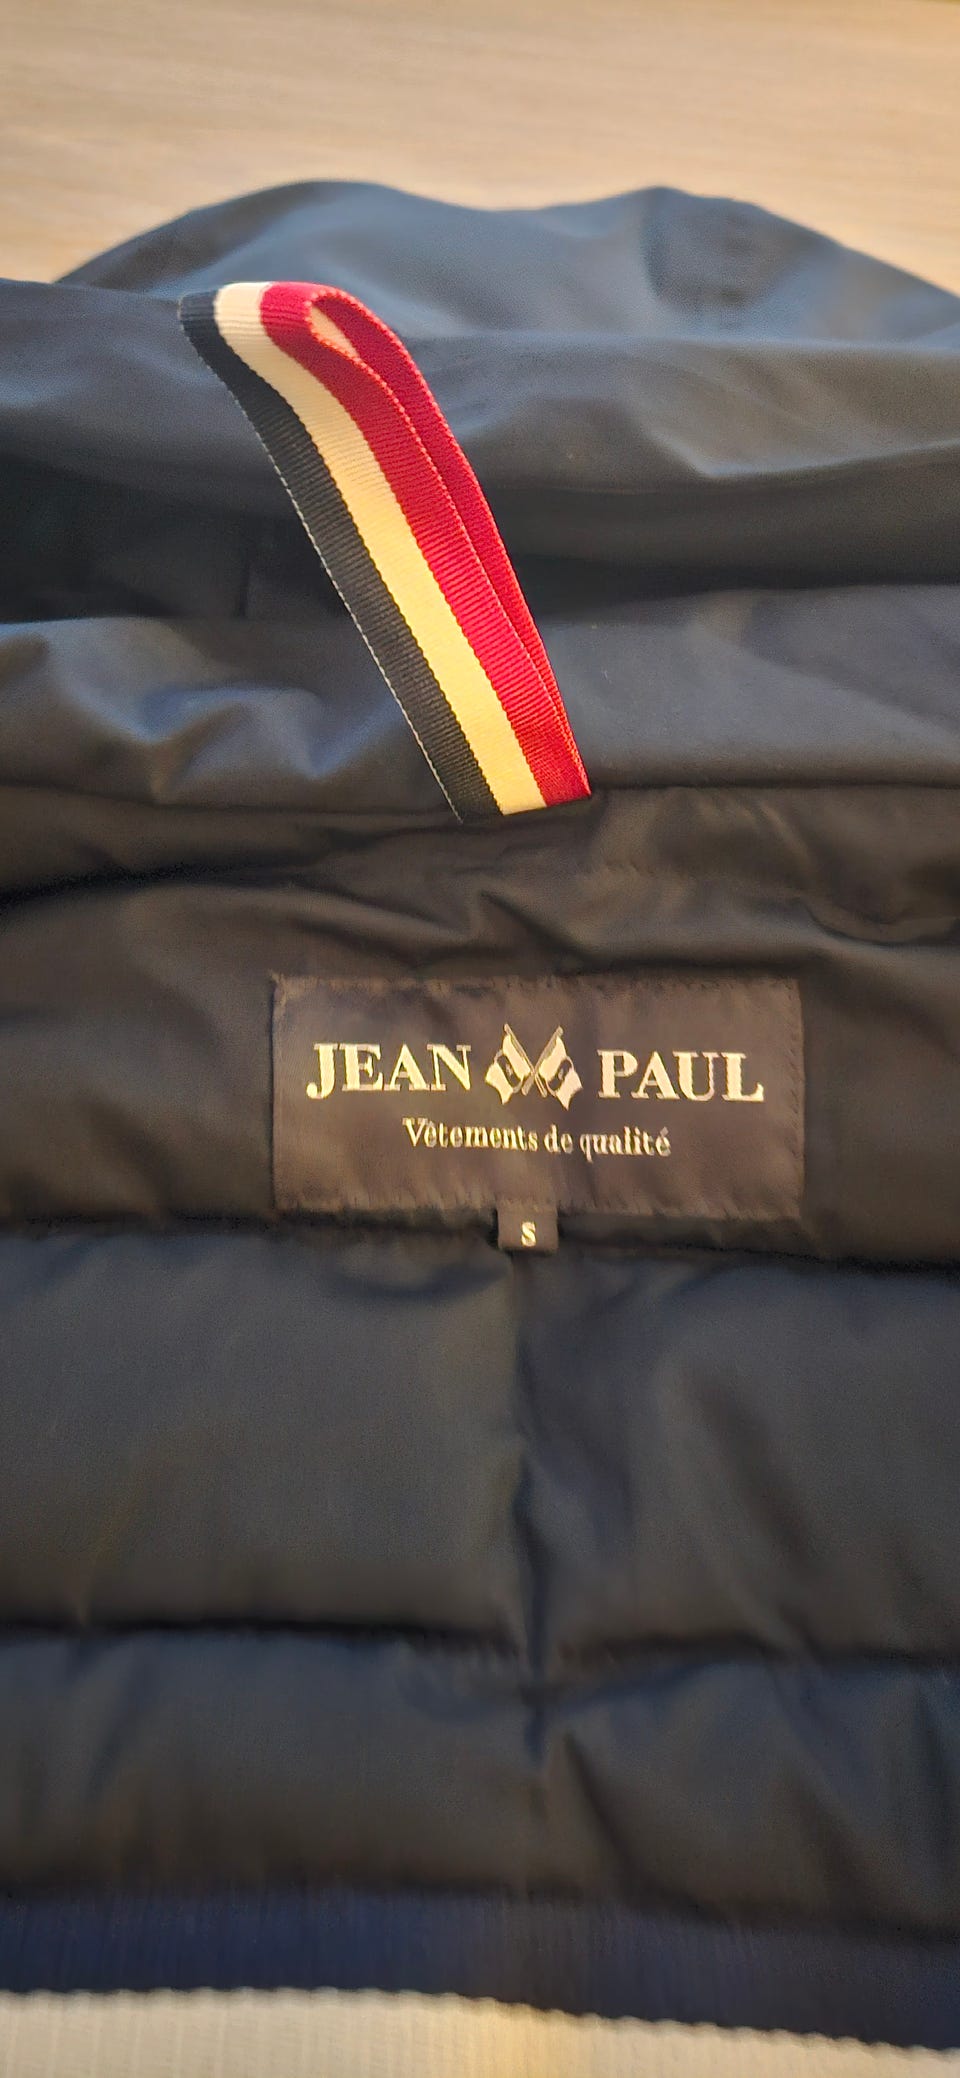 JEAN PAUL
Vêtements de qualité
S